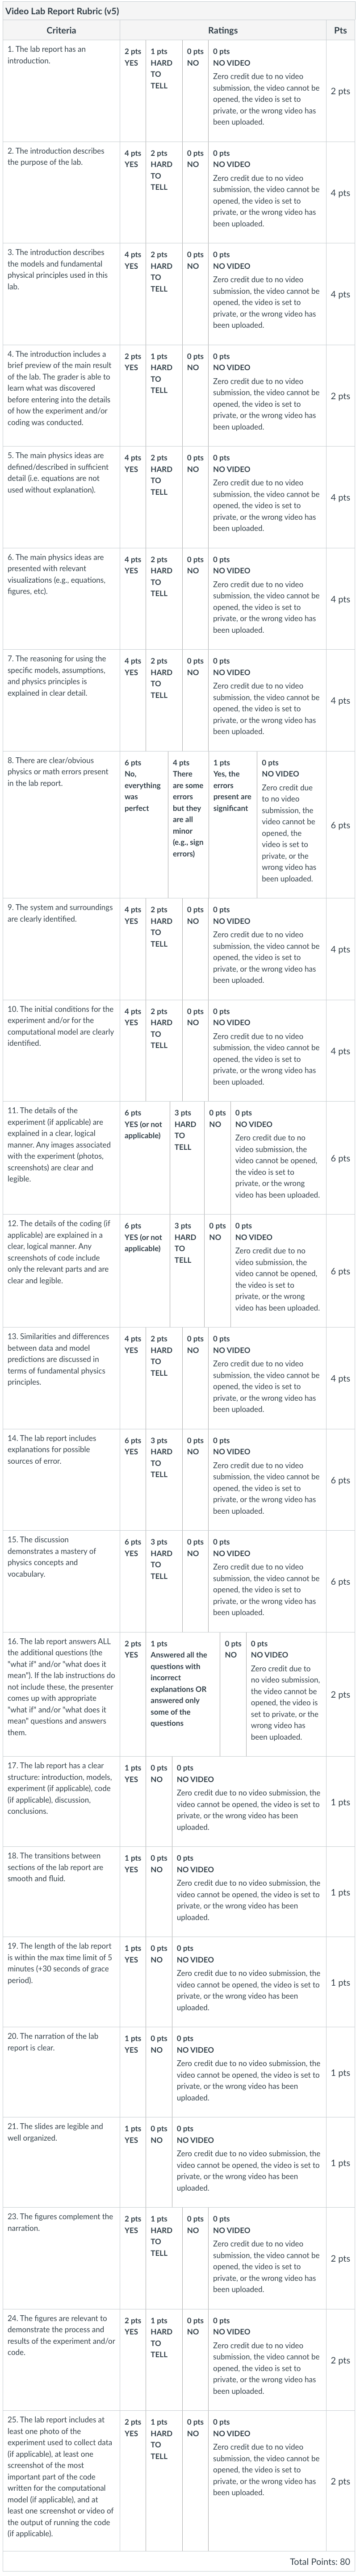 Video Lab Report Rubric (v5)
Criteria
Ratings
Pts
1. The lab report has an
introduction.
2 pts
YES
1 pts
HARD
TO
TELL
0 pts
NO
0 pts
NO VIDEO
Zero credit due to no video
submission, the video cannot be
opened, the video is set to
private, or the wrong video has
been uploaded.
2 pts
2. The introduction describes
the purpose of the lab.
4 pts
YES
2 pts
HARD
TO
TELL
0 pts
NO
0 pts
NO VIDEO
Zero credit due to no video
submission, the video cannot be
opened, the video is set to
private, or the wrong video has
been uploaded.
4 pts
3. The introduction describes
the models and fundamental
physical principles used in this
lab.
4 pts
YES
2 pts
HARD
TO
TELL
0 pts
NO
0 pts
NO VIDEO
Zero credit due to no video
submission, the video cannot be
opened, the video is set to
private, or the wrong video has
been uploaded.
4 pts
4. The introduction includes a
brief preview of the main result
of the lab. The grader is able to
learn what was discovered
before entering into the details
of how the experiment and/or
coding was conducted.
2 pts
YES
1 pts
HARD
TO
TELL
0 pts
NO
0 pts
NO VIDEO
Zero credit due to no video
submission, the video cannot be
opened, the video is set to
private, or the wrong video has
been uploaded.
2 pts
5. The main physics ideas are
defined/described in sufficient
detail (i.e. equations are not
used without explanation).
4 pts
YES
2 pts
HARD
TO
TELL
0 pts
NO
0 pts
NO VIDEO
Zero credit due to no video
submission, the video cannot be
opened, the video is set to
private, or the wrong video has
been uploaded.
4 pts
6. The main physics ideas are
presented with relevant
visualizations (e.g., equations,
figures, etc).
4 pts
YES
2 pts
HARD
TO
TELL
0 pts
NO
0 pts
NO VIDEO
Zero credit due to no video
submission, the video cannot be
opened, the video is set to
private, or the wrong video has
been uploaded.
4 pts
7. The reasoning for using the
specific models, assumptions,
and physics principles is
explained in clear detail.
4 pts
YES
2 pts
HARD
TO
TELL
0 pts
NO
0 pts
NO VIDEO
Zero credit due to no video
submission, the video cannot be
opened, the video is set to
private, or the wrong video has
been uploaded.
4 pts
8. There are clear/obvious
physics or math errors present
in the lab report.
6 pts
No,
everything
was
perfect
4 pts
There
are some
errors
but they
are all
minor
(e.g., sign
errors)
1 pts
Yes, the
errors
present are
significant
0 pts
NO VIDEO
Zero credit due
to no video
submission, the
video cannot be
opened, the
video is set to
private, or the
wrong video has
been uploaded.
6 pts
9. The system and surroundings
are clearly identified.
4 pts
YES
2 pts
HARD
TO
TELL
0 pts
NO
0 pts
NO VIDEO
Zero credit due to no video
submission, the video cannot be
opened, the video is set to
private, or the wrong video has
been uploaded.
4 pts
10. The initial conditions for the
experiment and/or for the
computational model are clearly
identified.
4 pts
YES
2 pts
HARD
TO
TELL
0 pts
NO
0 pts
NO VIDEO
Zero credit due to no video
submission, the video cannot be
opened, the video is set to
private, or the wrong video has
been uploaded.
4 pts
11. The details of the
experiment (if applicable) are
explained in a clear, logical
manner. Any images associated
with the experiment (photos,
screenshots) are clear and
legible.
6 pts
YES (or not
applicable)
3 pts
HARD
TO
TELL
0 pts
NO
0 pts
NO VIDEO
Zero credit due to no
video submission, the
video cannot be opened,
the video is set to
private, or the wrong
video has been uploaded.
6 pts
12. The details of the coding (if
applicable) are explained in a
clear, logical manner. Any
screenshots of code include
only the relevant parts and are
clear and legible.
6 pts
YES (or not
applicable)
3 pts
HARD
TO
TELL
0 pts
NO
0 pts
NO VIDEO
Zero credit due to no
video submission, the
video cannot be opened,
the video is set to
private, or the wrong
video has been uploaded.
6 pts
13. Similarities and differences
between data and model
predictions are discussed in
terms of fundamental physics
principles.
4 pts
YES
2 pts
HARD
TO
TELL
0 pts
NO
0 pts
NO VIDEO
Zero credit due to no video
submission, the video cannot be
opened, the video is set to
private, or the wrong video has
been uploaded.
4 pts
14. The lab report includes
explanations for possible
sources of error.
6 pts
YES
3 pts
HARD
TO
TELL
0 pts
NO
0 pts
NO VIDEO
Zero credit due to no video
submission, the video cannot be
opened, the video is set to
private, or the wrong video has
been uploaded.
6 pts
15. The discussion
demonstrates a mastery of
physics concepts and
vocabulary.
6 pts
YES
3 pts
HARD
TO
TELL
0 pts
NO
0 pts
NO VIDEO
Zero credit due to no video
submission, the video cannot be
opened, the video is set to
private, or the wrong video has
been uploaded.
6 pts
16. The lab report answers ALL
the additional questions (the
"what if" and/or "what does it
mean"). If the lab instructions do
not include these, the presenter
comes up with appropriate
"what if" and/or "what does it
mean" questions and answers
them.
2 pts
YES
1 pts
Answered all the
questions with
incorrect
explanations OR
answered only
some of the
questions
0 pts
NO
0 pts
NO VIDEO
Zero credit due to
no video submission,
the video cannot be
opened, the video is
set to private, or the
wrong video has
been uploaded.
2 pts
17. The lab report has a clear
structure: introduction, models,
experiment (if applicable), code
(if applicable), discussion,
conclusions.
1 pts
YES
0 pts
NO
0 pts
NO VIDEO
Zero credit due to no video submission, the
video cannot be opened, the video is set to
private, or the wrong video has been
uploaded.
1 pts
18. The transitions between
sections of the lab report are
smooth and fluid.
1 pts
YES
0 pts
NO
0 pts
NO VIDEO
Zero credit due to no video submission, the
video cannot be opened, the video is set to
private, or the wrong video has been
uploaded.
1 pts
19. The length of the lab report
is within the max time limit of 5
minutes (+30 seconds of grace
period).
1 pts
YES
0 pts
NO
0 pts
NO VIDEO
Zero credit due to no video submission, the
video cannot be opened, the video is set to
private, or the wrong video has been
uploaded.
1 pts
20. The narration of the lab
report is clear.
1 pts
YES
0 pts
NO
0 pts
NO VIDEO
Zero credit due to no video submission, the
video cannot be opened, the video is set to
private, or the wrong video has been
uploaded.
1 pts
21. The slides are legible and
well organized.
1 pts
YES
0 pts
NO
0 pts
NO VIDEO
Zero credit due to no video submission, the
video cannot be opened, the video is set to
private, or the wrong video has been
uploaded.
1 pts
23. The figures complement the
narration.
2 pts
YES
1 pts
HARD
TO
TELL
0 pts
NO
0 pts
NO VIDEO
Zero credit due to no video
submission, the video cannot be
opened, the video is set to
private, or the wrong video has
been uploaded.
2 pts
24. The figures are relevant to
demonstrate the process and
results of the experiment and/or
code.
2 pts
YES
1 pts
HARD
TO
TELL
0 pts
NO
0 pts
NO VIDEO
Zero credit due to no video
submission, the video cannot be
opened, the video is set to
private, or the wrong video has
been uploaded.
2 pts
25. The lab report includes at
least one photo of the
experiment used to collect data
(if applicable), at least one
screenshot of the most
important part of the code
written for the computational
model (if applicable), and at
least one screenshot or video of
the output of running the code
(if applicable).
2 pts
YES
1 pts
HARD
TO
TELL
0 pts
NO
0 pts
NO VIDEO
Zero credit due to no video
submission, the video cannot be
opened, the video is set to
private, or the wrong video has
been uploaded.
2 pts
Total Points: 80